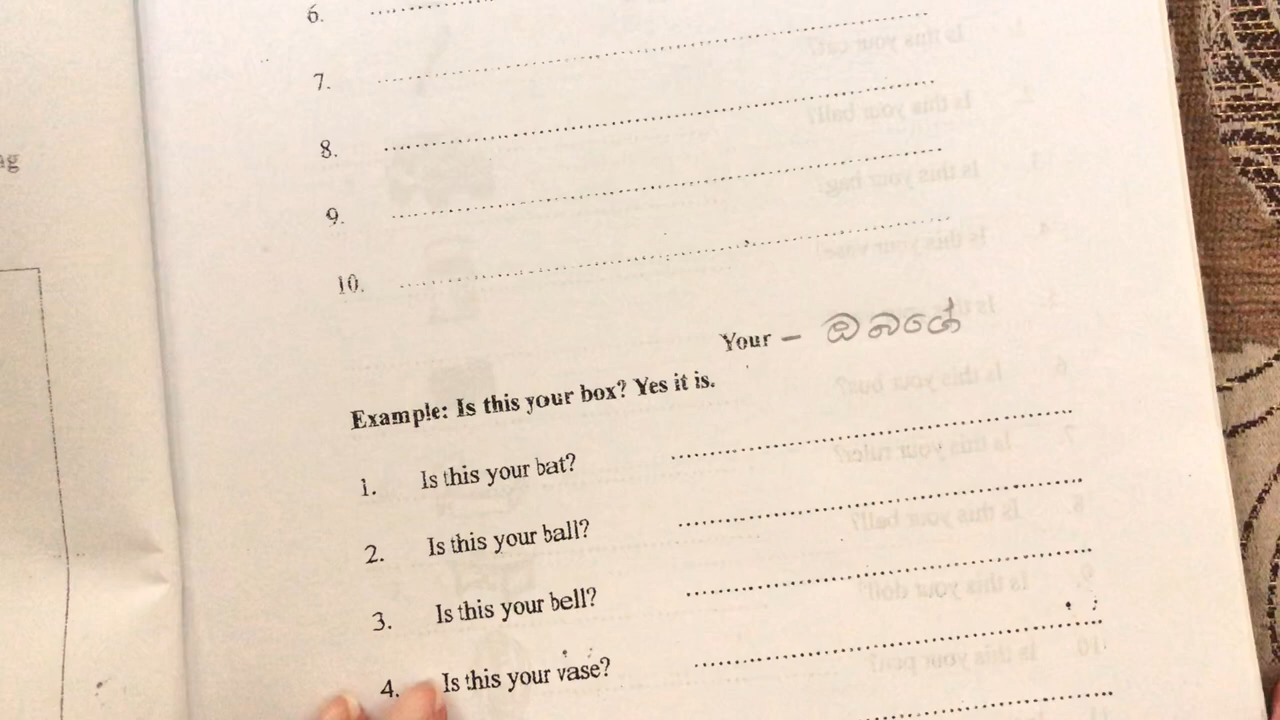 6. ........................
7. ........................
8. ........................
9. ........................
10. ........................
Your – ඔබගේ
Example: Is this your box? Yes it is.
1. Is this your bat? ........................
2. Is this your ball? ........................
3. Is this your bell? ........................
4. Is this your vase? ........................